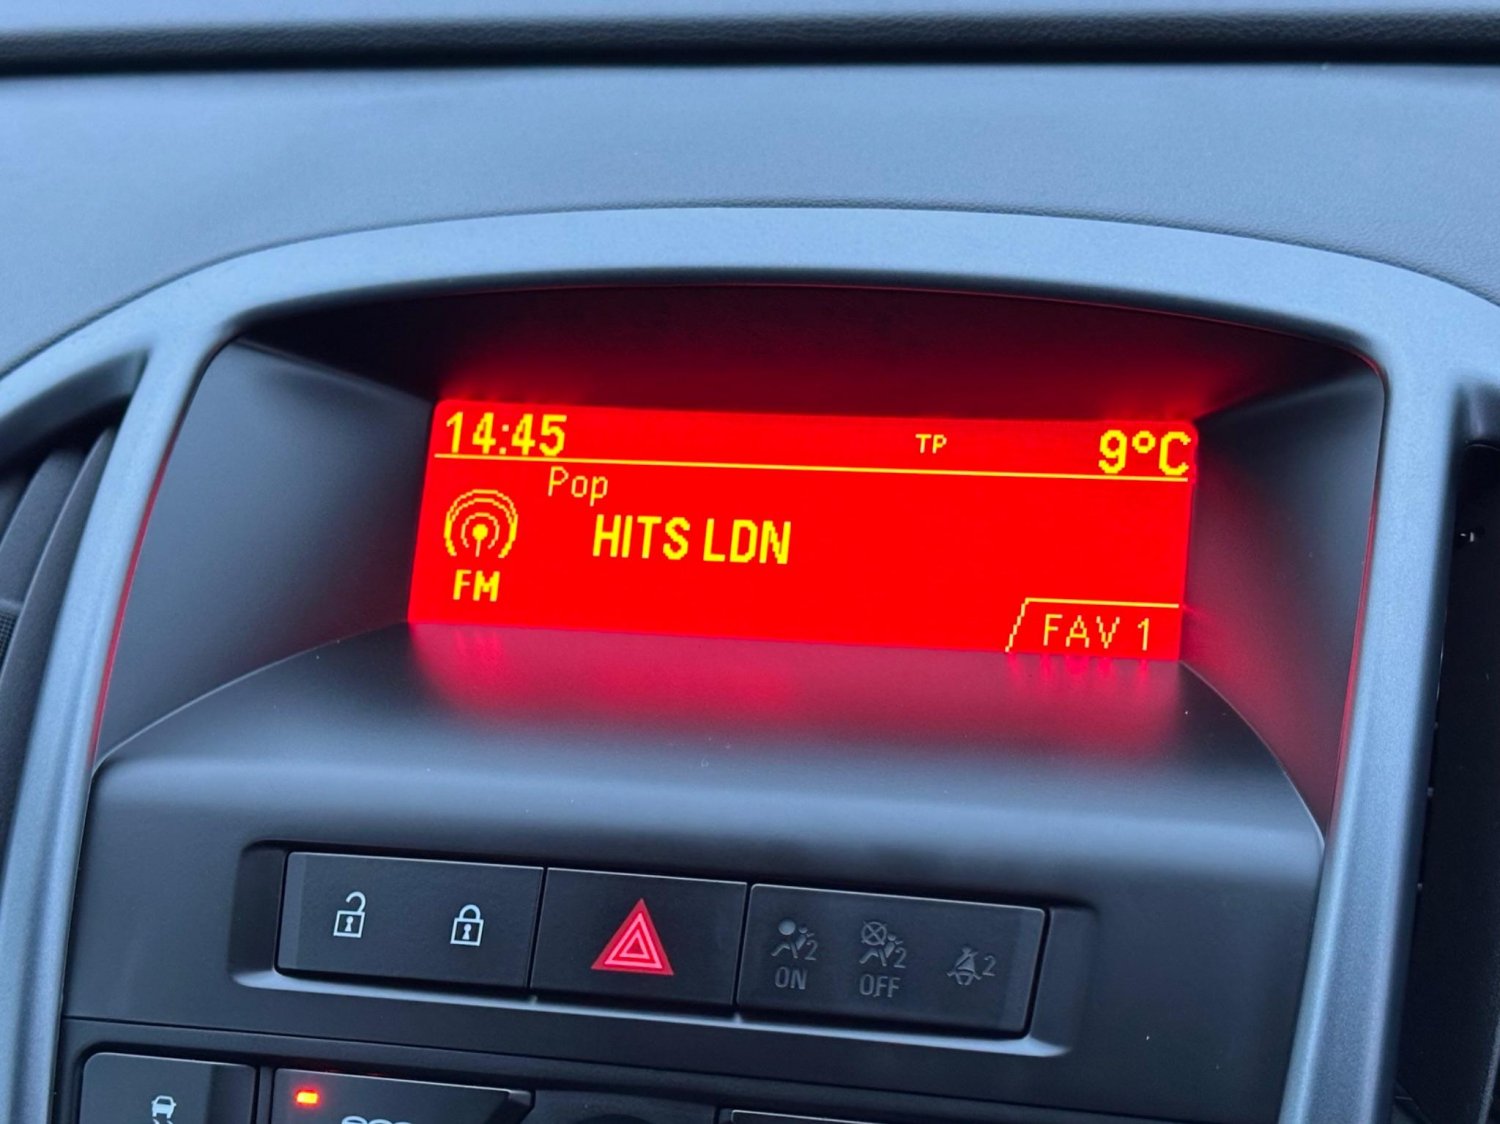 14:45 TP 9°C
Pop
HITS LDN
FM
FAV 1
2 2 2
ON OFF